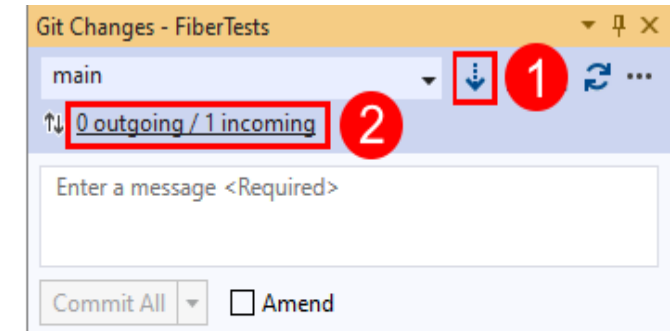 Git Changes - FiberTests
main
1
0 outgoing / 1 incoming
2
Enter a message <Required>
Commit All
Amend